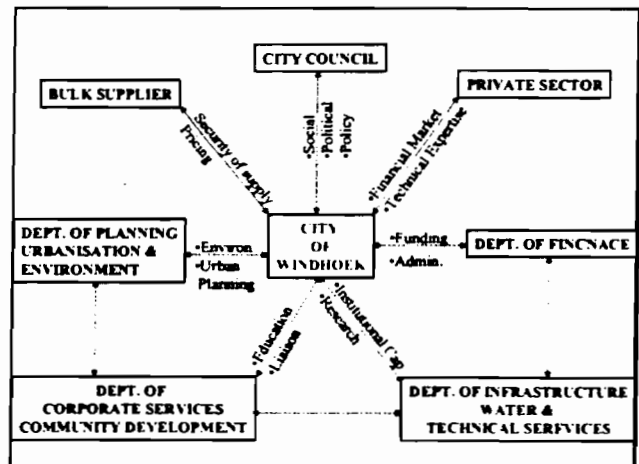 CITY COUNCIL
BULK SUPPLIER
PRIVATE SECTOR
Security of supply
Pricing
•Social
•Political
•Policy
•Financial Market
•Technical Expertise
DEPT. OF PLANNING
URBANISATION &
ENVIRONMENT
•Environ
•Urban
Planning
CITY
OF
WINDHOEK
•Funding
•Admin.
DEPT. OF FINCNACE
•Education
•Liaison
•Institutional Cap
•Research
DEPT. OF
CORPORATE SERVICES
COMMUNITY DEVELOPMENT
DEPT. OF INFRASTRUCTURE
WATER &
TECHNICAL SERFVICES